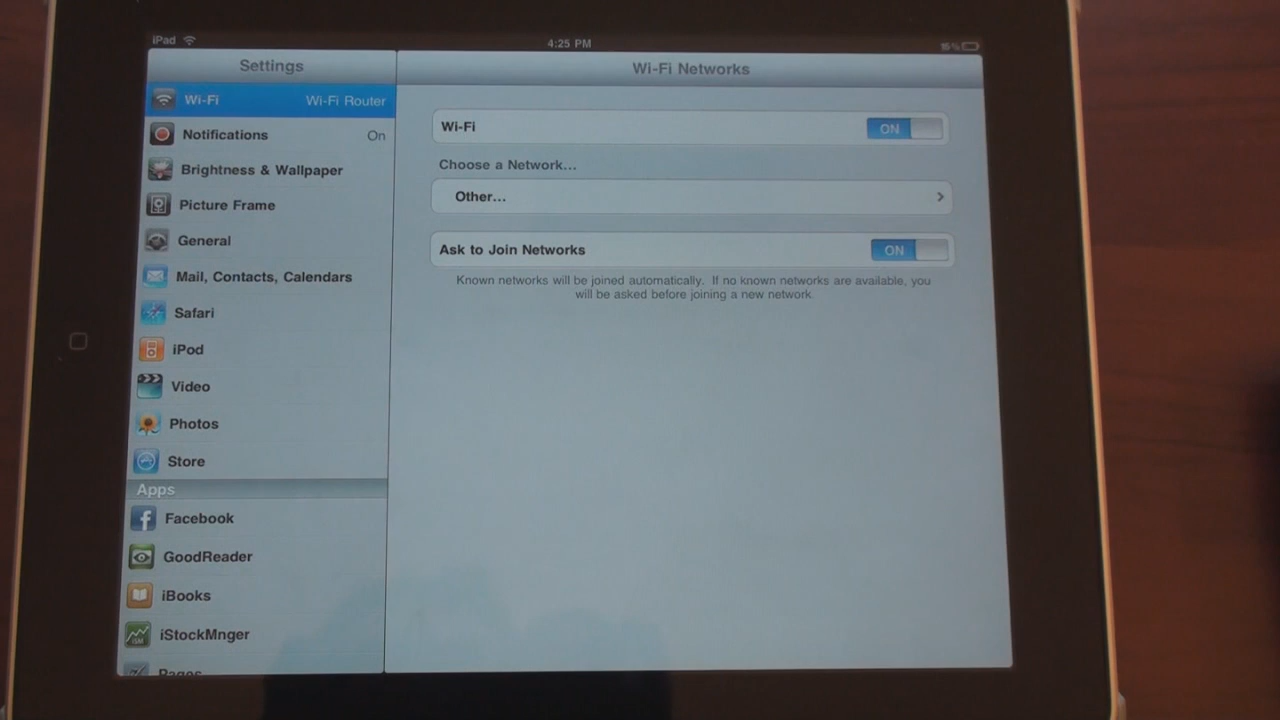 iPad
4:25 PM
15%
Settings
Wi-Fi Networks
Wi-Fi Wi-Fi Router
Notifications On
Brightness & Wallpaper
Picture Frame
General
Mail, Contacts, Calendars
Safari
iPod
Video
Photos
Store
Apps
Facebook
GoodReader
iBooks
iStockMnger
Pages
Wi-Fi ON
Choose a Network...
Other...
Ask to Join Networks ON
Known networks will be joined automatically. If no known networks are available, you
will be asked before joining a new network.